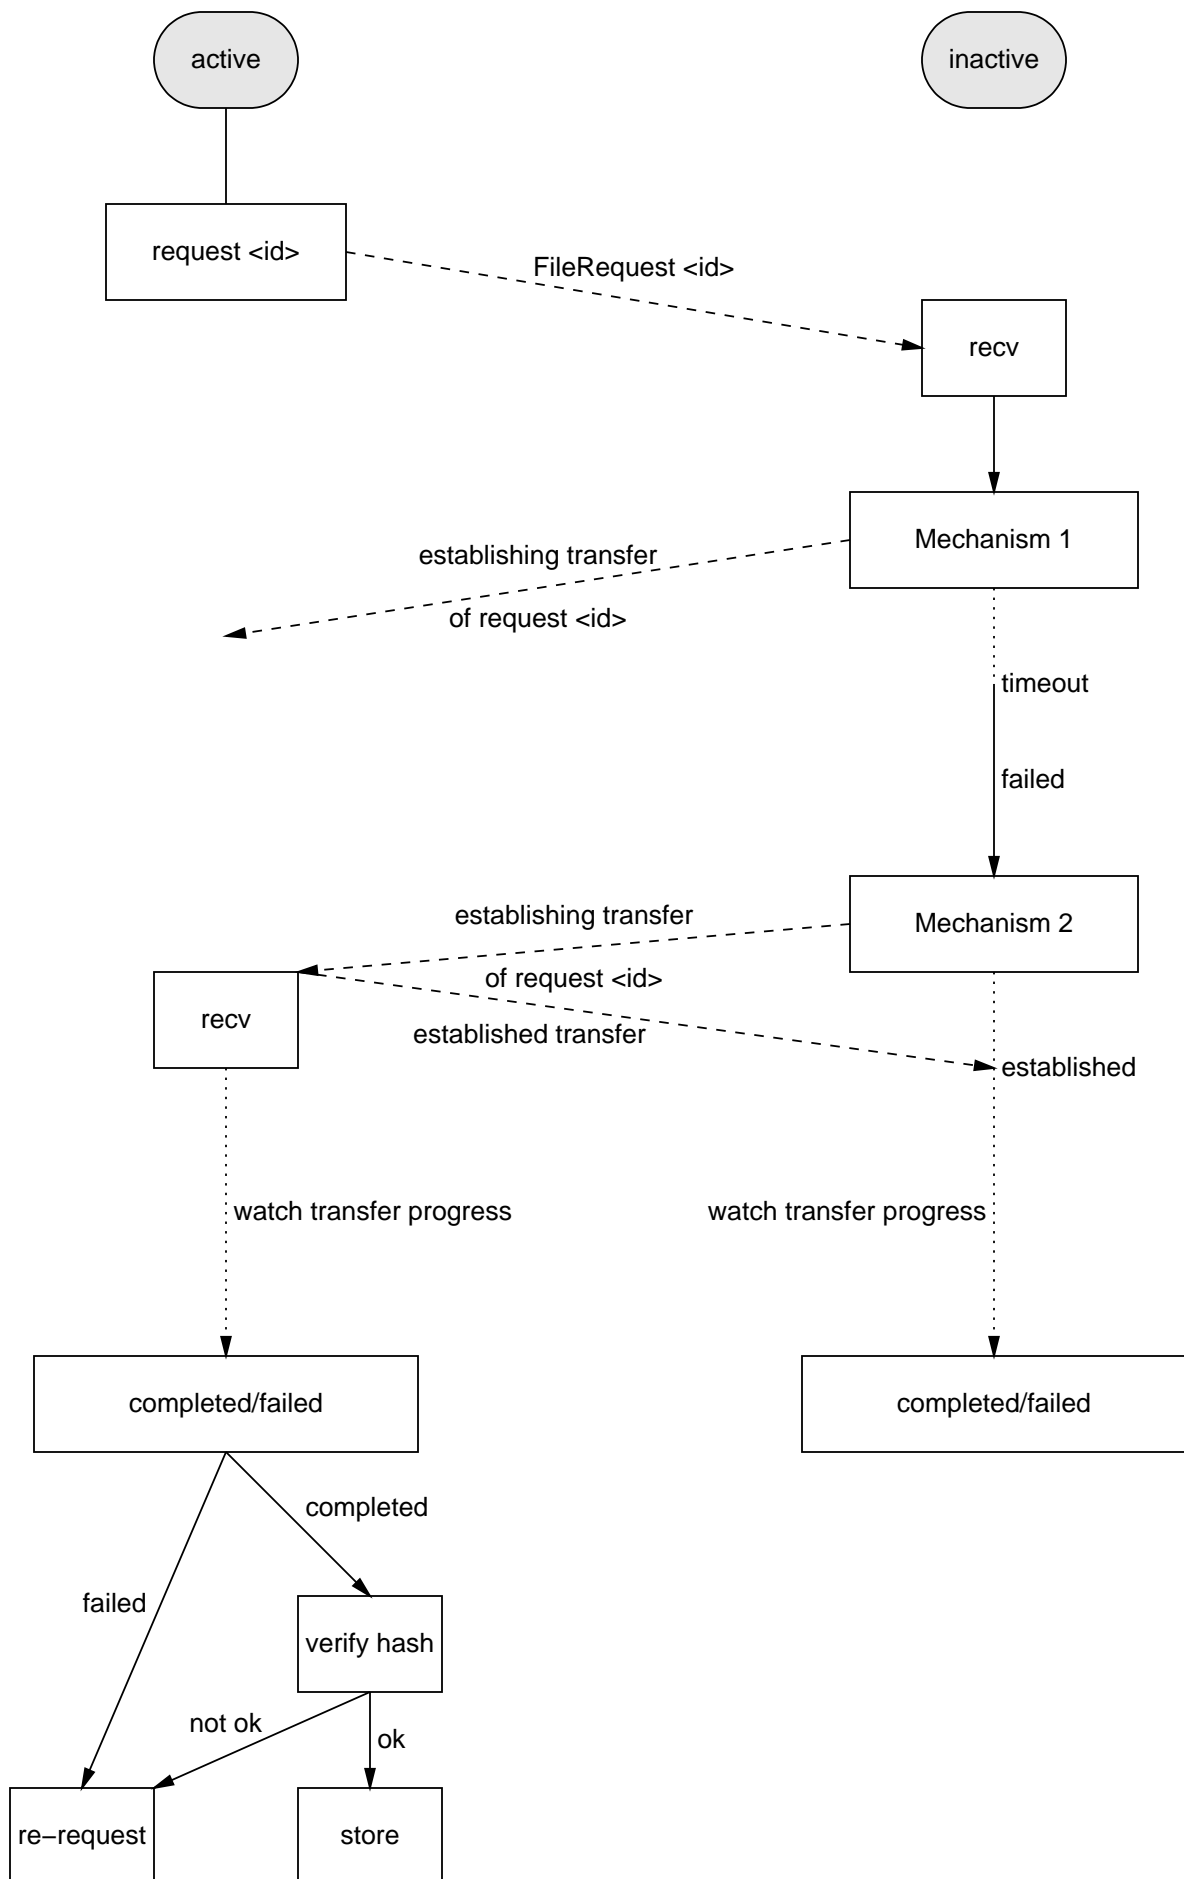 active
inactive
request <id>
FileRequest <id>
recv
Mechanism 1
establishing transfer
of request <id>
timeout
failed
Mechanism 2
establishing transfer
of request <id>
recv
established transfer
established
watch transfer progress
watch transfer progress
completed/failed
completed/failed
completed
failed
verify hash
not ok
ok
re−request
store